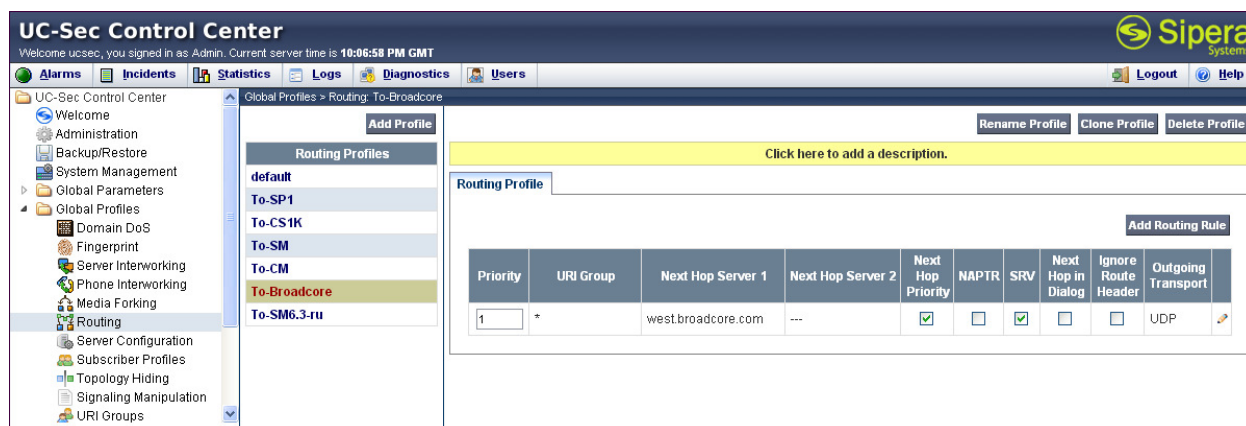 UC-Sec Control Center
Welcome ucsec, you signed in as Admin. Current server time is 10:06:58 PM GMT
Sipera
Systems
Alarms Incidents Statistics Logs Diagnostics Users Logout Help
UC-Sec Control Center
Welcome
Administration
Backup/Restore
System Management
Global Parameters
Global Profiles
Domain DoS
Fingerprint
Server Interworking
Phone Interworking
Media Forking
Routing
Server Configuration
Subscriber Profiles
Topology Hiding
Signaling Manipulation
URI Groups
Global Profiles > Routing: To-Broadcore
Add Profile
Routing Profiles
default
To-SP1
To-CS1K
To-SM
To-CM
To-Broadcore
To-SM6.3-ru
Rename Profile Clone Profile Delete Profile
Click here to add a description.
Routing Profile
Add Routing Rule
Priority URI Group Next Hop Server 1 Next Hop Server 2 Next Hop Priority NAPTR SRV Next Hop in Dialog Ignore Route Header Outgoing Transport
1 * west.broadcore.com --- UDP